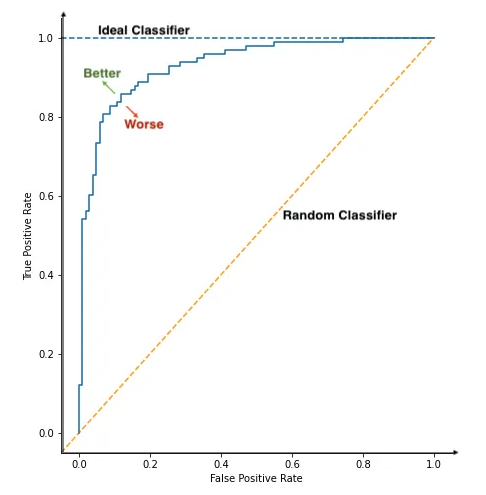 Ideal Classifier
1.0
Better
Worse
0.8
0.6
Random Classifier
True Positive Rate
0.4
0.2
0.0
0.0 0.2 0.4 0.6 0.8 1.0
False Positive Rate